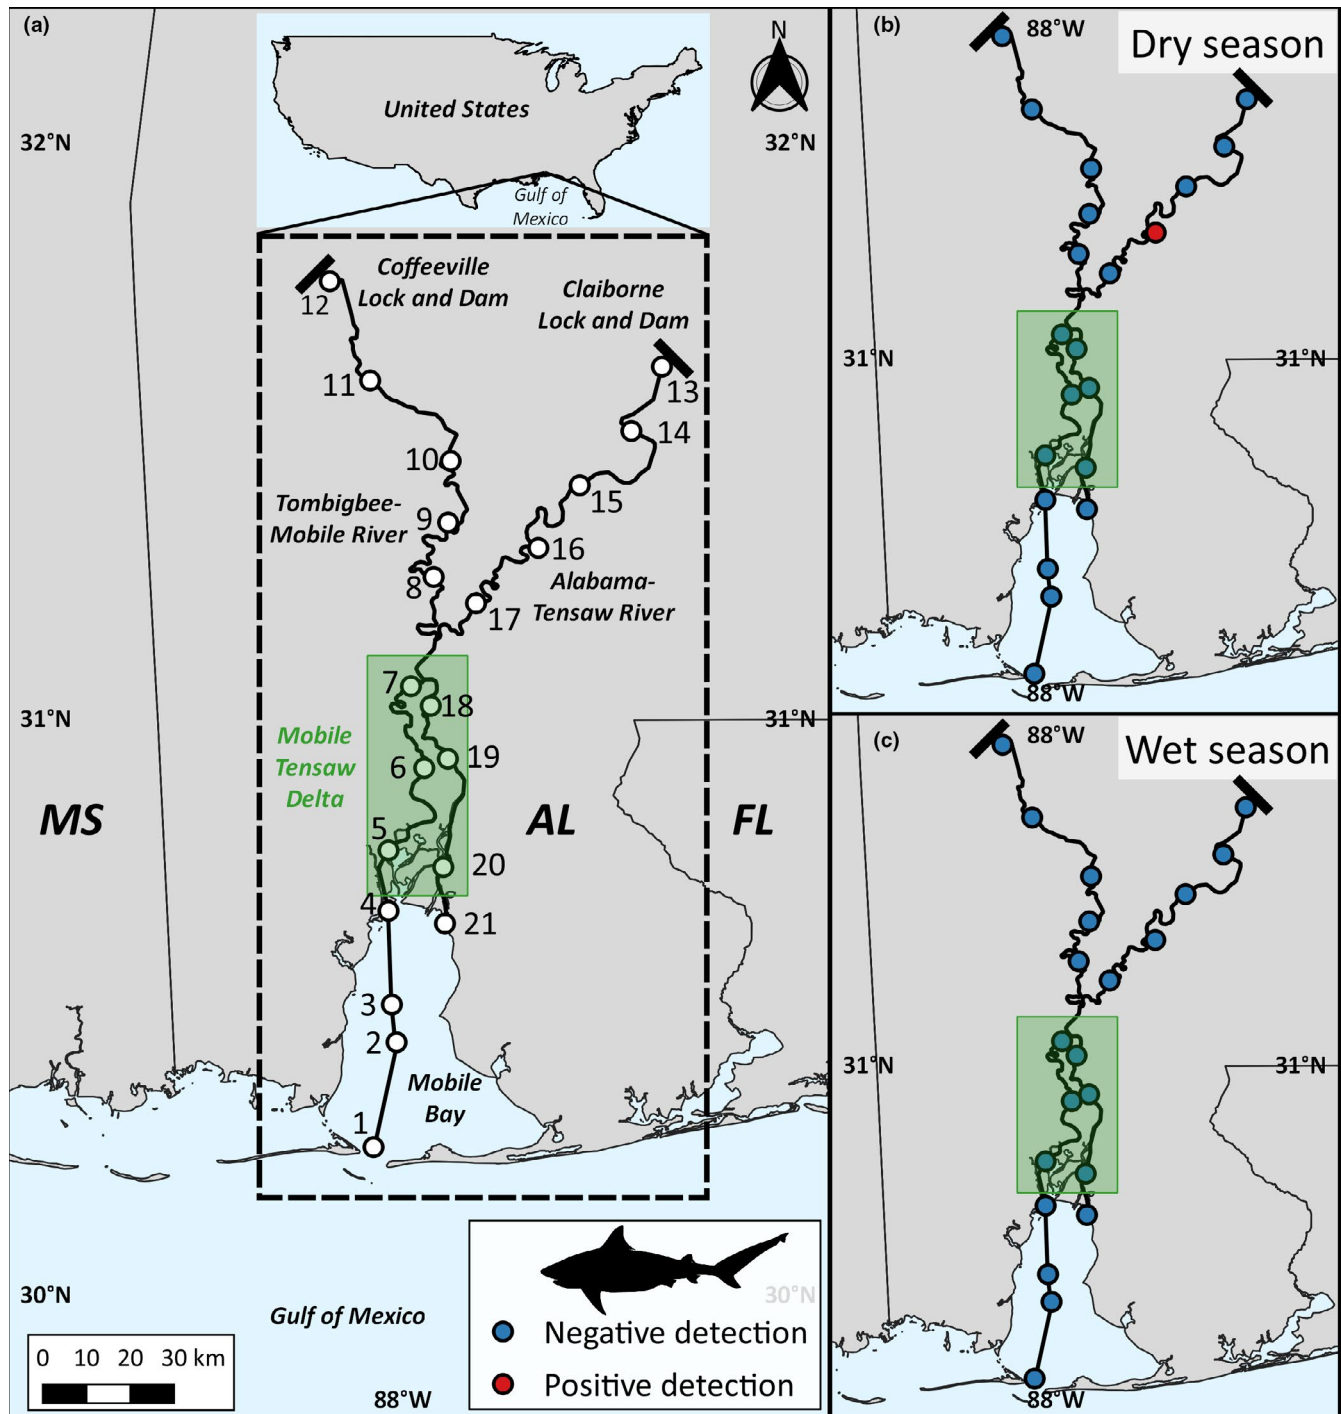 (a)
N
United States
Gulf of
Mexico
32°N
32°N
Coffeeville
Lock and Dam
Claiborne
Lock and Dam
12
13
11
14
10
15
Tombigbee-
Mobile River
9
16
8
Alabama-
Tensaw River
17
7
18
31°N
31°N
Mobile
Tensaw
Delta
6
19
MS
AL
FL
5
20
4
21
3
2
Mobile
Bay
1
30°N
30°N
Gulf of Mexico
Negative detection
Positive detection
0 10 20 30 km
88°W
(b)
88°W
Dry season
31°N
31°N
88°W
(c)
88°W
Wet season
31°N
31°N
88°W